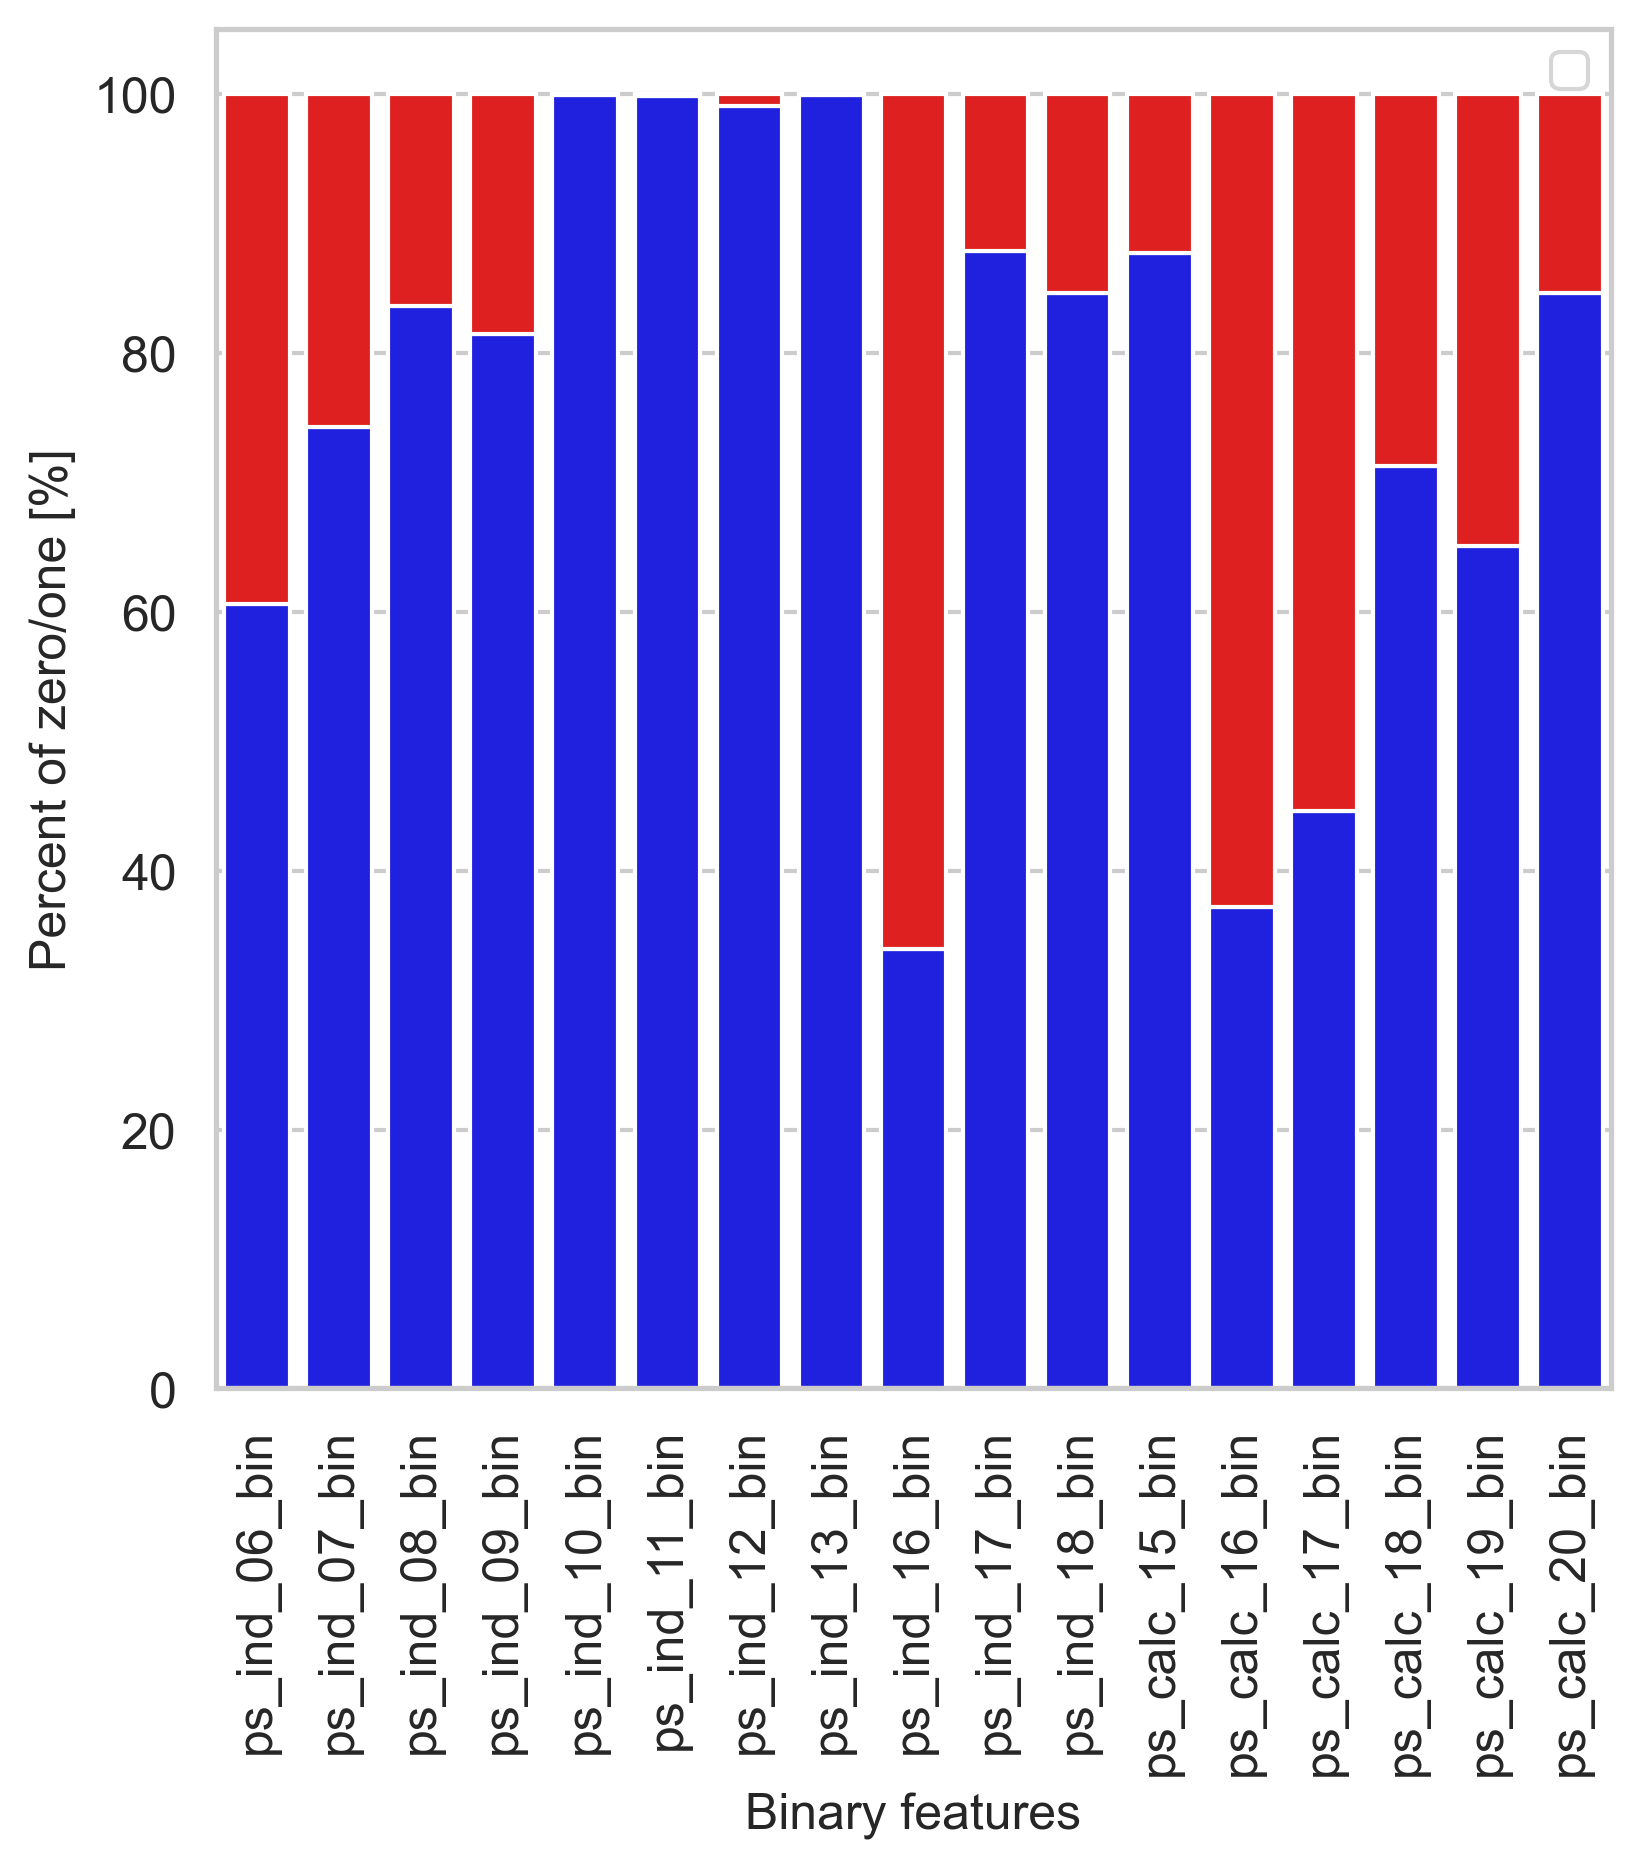 100
80
60
40
20
0
Percent of zero/one [%]
ps_ind_06_bin
ps_ind_07_bin
ps_ind_08_bin
ps_ind_09_bin
ps_ind_10_bin
ps_ind_11_bin
ps_ind_12_bin
ps_ind_13_bin
ps_ind_16_bin
ps_ind_17_bin
ps_ind_18_bin
ps_calc_15_bin
ps_calc_16_bin
ps_calc_17_bin
ps_calc_18_bin
ps_calc_19_bin
ps_calc_20_bin
Binary features